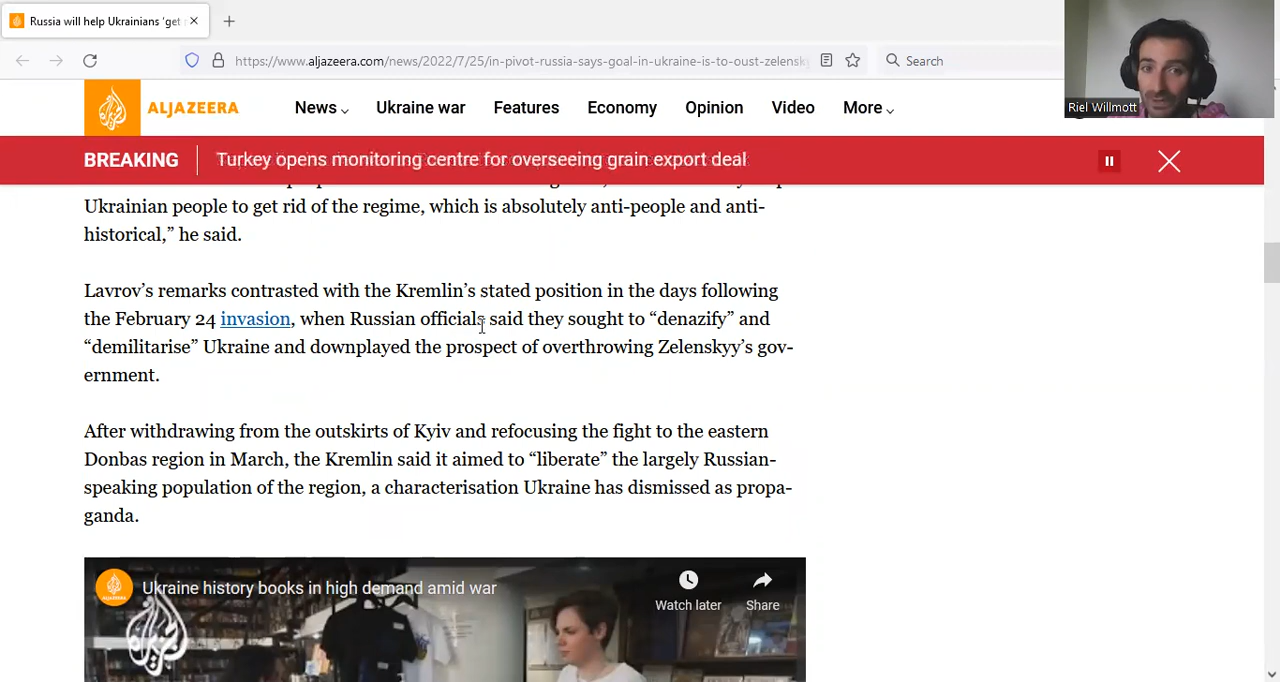 Russia will help Ukrainians ‘get
https://www.aljazeera.com/news/2022/7/25/in-pivot-russia-says-goal-in-ukraine-is-to-oust-zelensky
Search
Riel Willmott
ALJAZEERA
News
Ukraine war
Features
Economy
Opinion
Video
More
BREAKING
Turkey opens monitoring centre for overseeing grain export deal
Ukrainian people to get rid of the regime, which is absolutely anti-people and anti-
historical,” he said.
Lavrov’s remarks contrasted with the Kremlin’s stated position in the days following
the February 24 invasion, when Russian officials said they sought to “denazify” and
“demilitarise” Ukraine and downplayed the prospect of overthrowing Zelenskyy’s gov-
ernment.
After withdrawing from the outskirts of Kyiv and refocusing the fight to the eastern
Donbas region in March, the Kremlin said it aimed to “liberate” the largely Russian-
speaking population of the region, a characterisation Ukraine has dismissed as propa-
ganda.
ALJAZEERA
Ukraine history books in high demand amid war
Watch later
Share